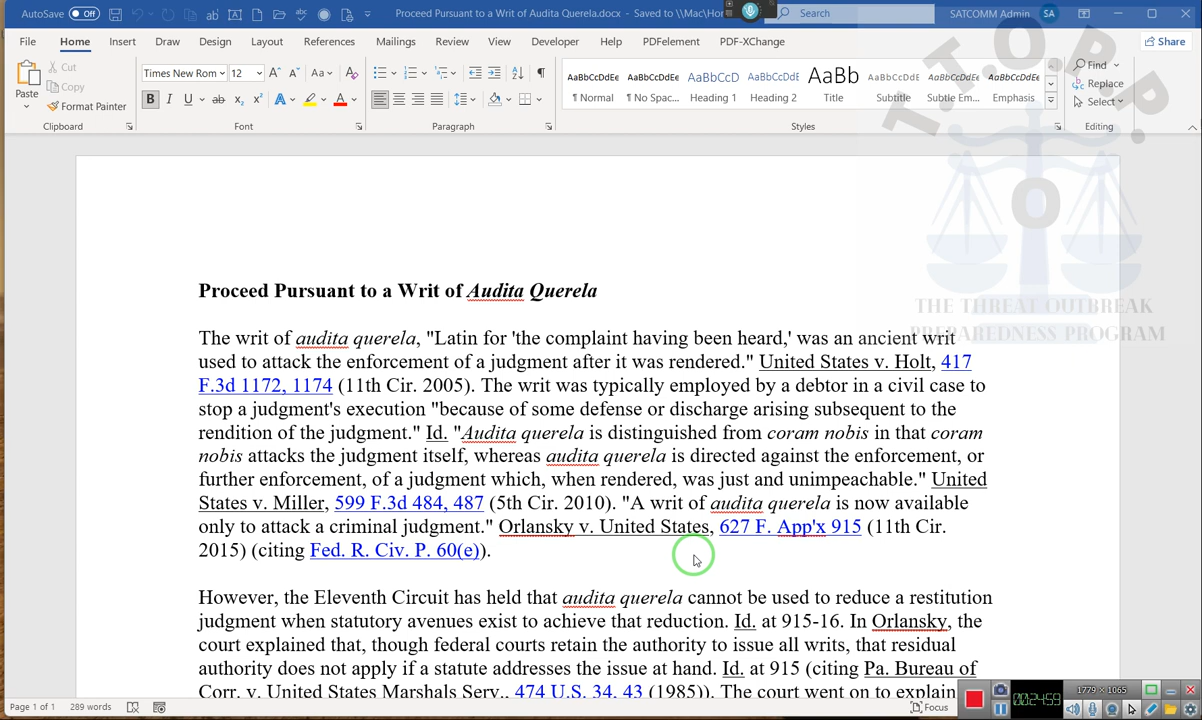 AutoSave Off Proceed Pursuant to a Writ of Audita Querela.docx - Saved to \\Mac\Hor Search SATCOMM Admin SA
File Home Insert Draw Design Layout References Mailings Review View Developer Help PDFelement PDF-XChange Share
Paste Cut Copy Format Painter
Times New Rom 12 Aa
AaBbCcDdEe AaBbCcDdEe AaBbCcD AaBbCcDdE AaBb AaBbCcDdE AaBbCcDdEe AaBbCcDdEe
¶ Normal ¶ No Spac... Heading 1 Heading 2 Title Subtitle Subtle Em... Emphasis
Find
Replace
Select
Clipboard Font Paragraph Styles Editing
T.T.O.P.P.
THE THREAT OUTBREAK
PREPAREDNESS PROGRAM
Proceed Pursuant to a Writ of Audita Querela
The writ of audita querela, "Latin for 'the complaint having been heard,' was an ancient writ
used to attack the enforcement of a judgment after it was rendered." United States v. Holt, 417
F.3d 1172, 1174 (11th Cir. 2005). The writ was typically employed by a debtor in a civil case to
stop a judgment's execution "because of some defense or discharge arising subsequent to the
rendition of the judgment." Id. "Audita querela is distinguished from coram nobis in that coram
nobis attacks the judgment itself, whereas audita querela is directed against the enforcement, or
further enforcement, of a judgment which, when rendered, was just and unimpeachable." United
States v. Miller, 599 F.3d 484, 487 (5th Cir. 2010). "A writ of audita querela is now available
only to attack a criminal judgment." Orlansky v. United States, 627 F. App'x 915 (11th Cir.
2015) (citing Fed. R. Civ. P. 60(e)).
However, the Eleventh Circuit has held that audita querela cannot be used to reduce a restitution
judgment when statutory avenues exist to achieve that reduction. Id. at 915-16. In Orlansky, the
court explained that, though federal courts retain the authority to issue all writs, that residual
authority does not apply if a statute addresses the issue at hand. Id. at 915 (citing Pa. Bureau of
Corr. v. United States Marshals Serv., 474 U.S. 34, 43 (1985)). The court went on to explain
Page 1 of 1 289 words Focus
00:24:59 1779 × 1065